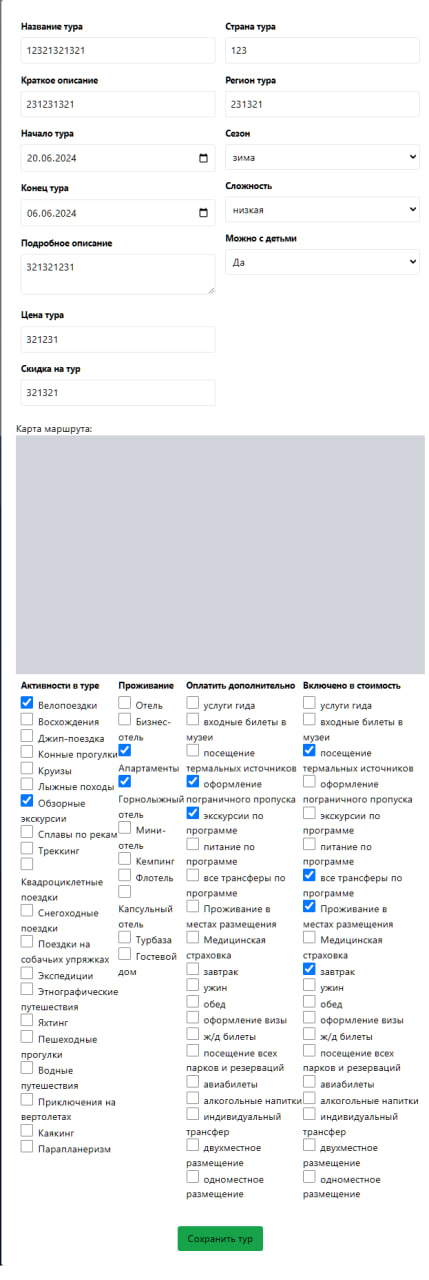 Название тура
12321321321
Краткое описание
231231321
Начало тура
20.06.2024
Конец тура
06.06.2024
Подробное описание
321321231
Цена тура
321231
Скидка на тур
321321
Страна тур
123
Регион тура
231321
Сезон
зима
Сложность
низкая
Можно с детьми
Да
Карта маршрута:
Активности в туре
Велопоездки
Восхождения
Джип-поездка
Конные прогулки
Круизы
Лыжные походы
Обзорные
экскурсии
Сплавы по рекам
Треккинг
Квадроциклетные
поездки
Снегоходные
поездки
Поездки на
собачьих упряжках
Экспедиции
Этнографические
путешествия
Яхтинг
Пешеходные
прогулки
Водные
путешествия
Приключения на
вертолетах
Каякинг
Парапланеризм
Проживание
Отель
Бизнес-
отель
Апартаменты
Горнолыжный
отель
Мини-
отель
Кемпинг
Флотель
Капсульный
отель
Турбаза
Гостевой
дом
Оплатить дополнительно
услуги гида
входные билеты в
музеи
посещение
термальных источников
оформление
пограничного пропуска
экскурсии по
программе
питание по
программе
все трансферы по
программе
Проживание в
местах размещения
Медицинская
страховка
завтрак
ужин
обед
оформление визы
ж/д билеты
посещение всех
парков и резерваций
авиабилеты
алкогольные напитки
индивидуальный
трансфер
двухместное
размещение
одноместное
размещение
Включено в стоимость
услуги гида
входные билеты в
музеи
посещение
термальных источников
оформление
пограничного пропуска
экскурсии по
программе
питание по
программе
все трансферы по
программе
Проживание в
местах размещения
Медицинская
страховка
завтрак
ужин
обед
оформление визы
ж/д билеты
посещение всех
парков и резерваций
авиабилеты
алкогольные напитки
индивидуальный
трансфер
двухместное
размещение
одноместное
размещение
Сохранить тур